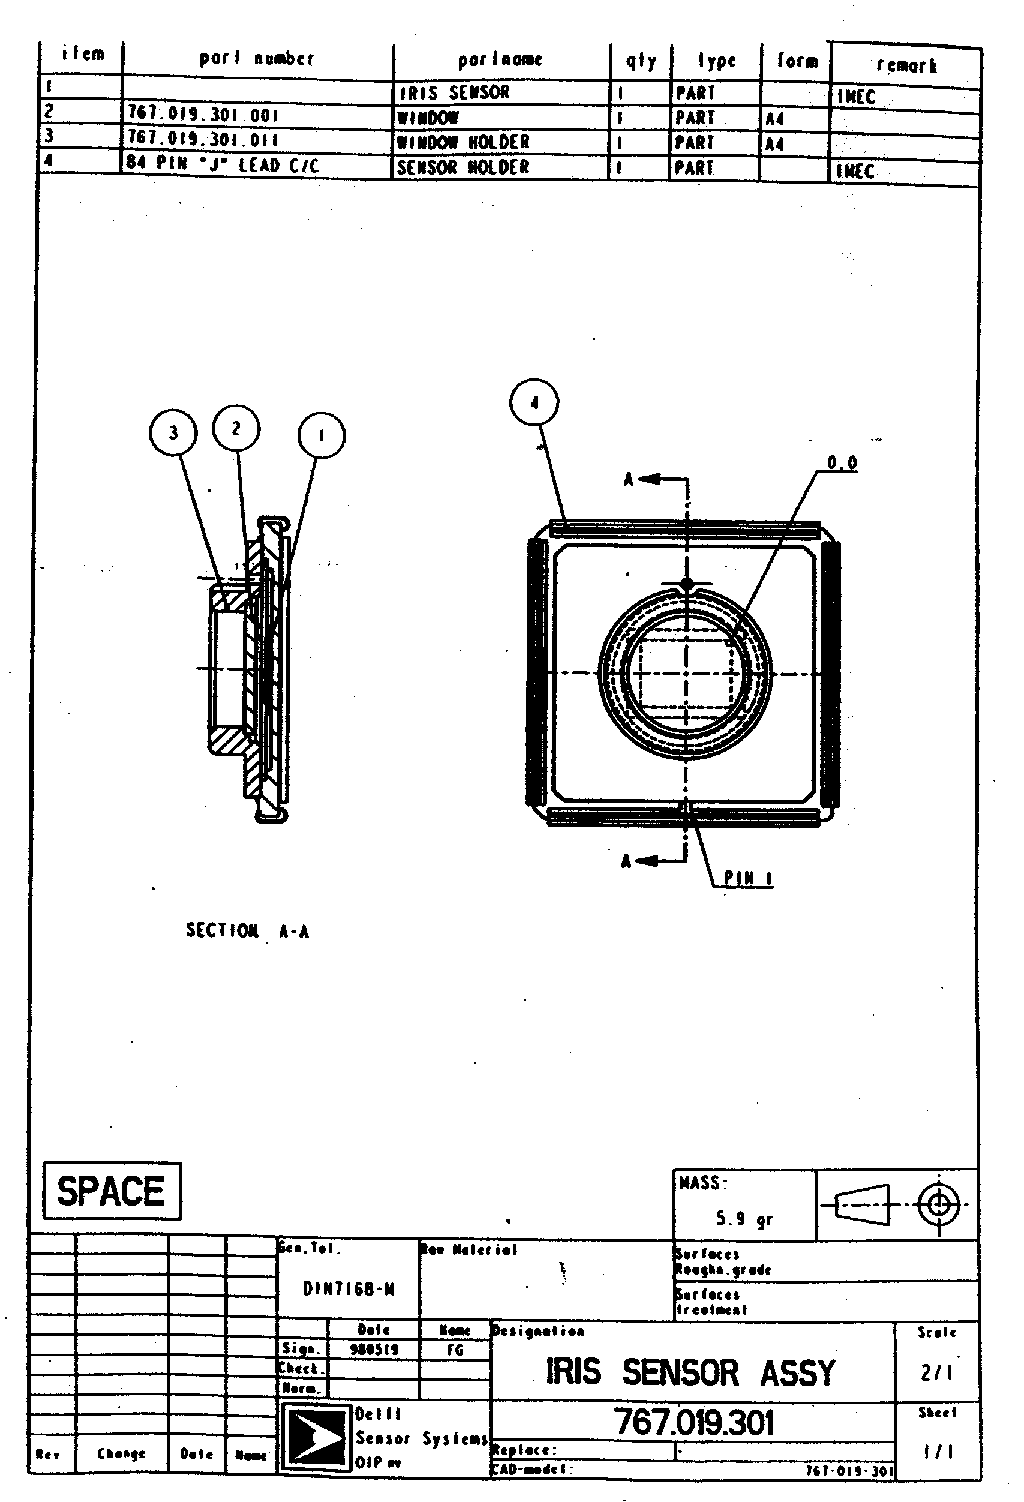 item part number partname qty type form remark
1 IRIS SENSOR 1 PART IMEC
2 767.019.301.001 WINDOW 1 PART A4
3 767.019.301.011 WINDOW HOLDER 1 PART A4
4 84 PIN "J" LEAD C/C SENSOR HOLDER 1 PART IMEC
3 2 1 4
0,0
A
A
PIN 1
SECTION A-A
SPACE
MASS:
5.9 gr
Gen.Tol. Raw Material
DIN7168-M
Surfaces
Roughn.grade
Surfaces
treatment
Date Name
Sign. 980519 FG
Check.
Norm.
Designation
IRIS SENSOR ASSY
Scale
2/1
767.019.301
Sheet
1/1
Delft
Sensor Systems
OIP nv
Replace:
CAD-model: 767-019-301
Rev Change Date Name